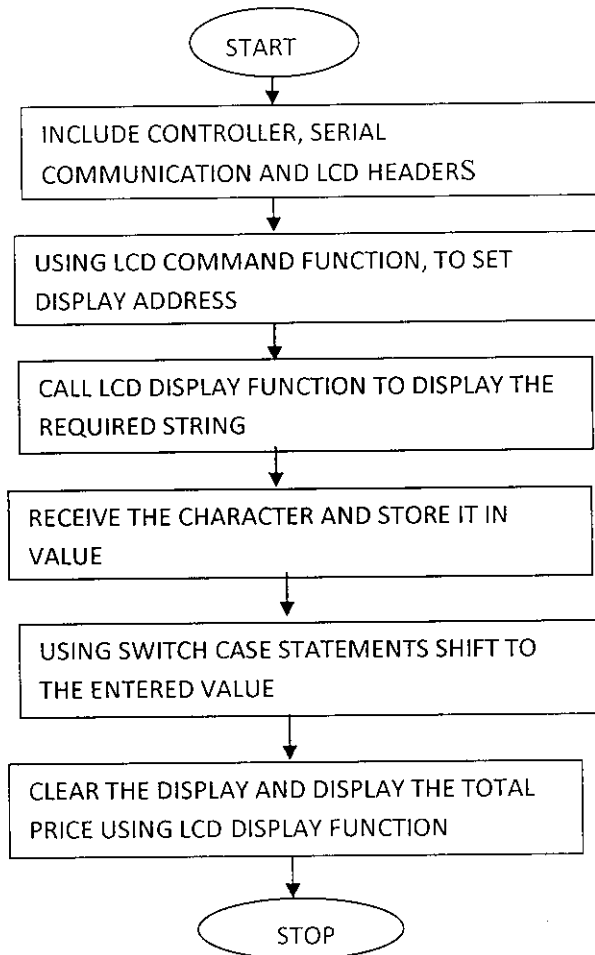 START
INCLUDE CONTROLLER, SERIAL
COMMUNICATION AND LCD HEADERS
USING LCD COMMAND FUNCTION, TO SET
DISPLAY ADDRESS
CALL LCD DISPLAY FUNCTION TO DISPLAY THE
REQUIRED STRING
RECEIVE THE CHARACTER AND STORE IT IN
VALUE
USING SWITCH CASE STATEMENTS SHIFT TO
THE ENTERED VALUE
CLEAR THE DISPLAY AND DISPLAY THE TOTAL
PRICE USING LCD DISPLAY FUNCTION
STOP